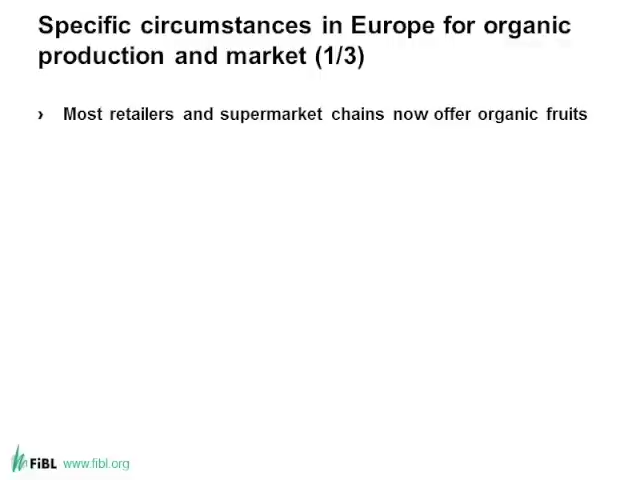 Specific circumstances in Europe for organic
production and market (1/3)
› Most retailers and supermarket chains now offer organic fruits
FiBL www.fibl.org